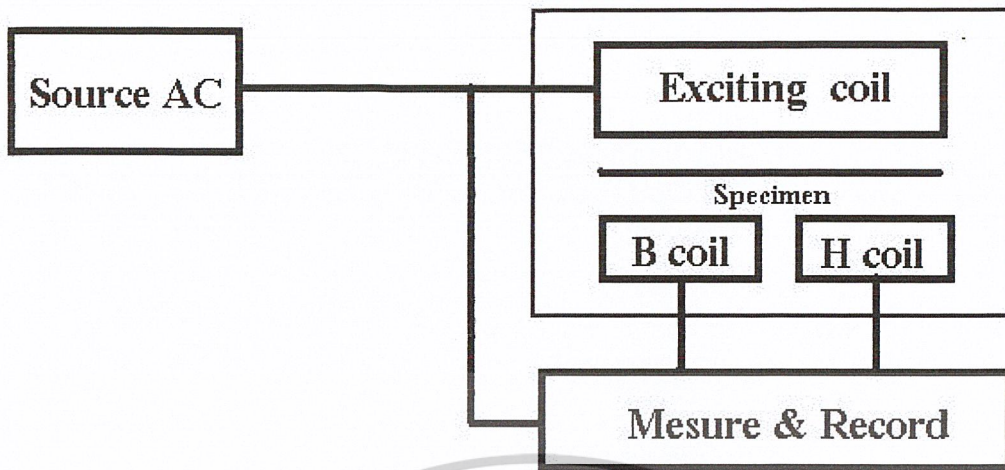 Source AC
Exciting coil
Specimen
B coil
H coil
Mesure & Record